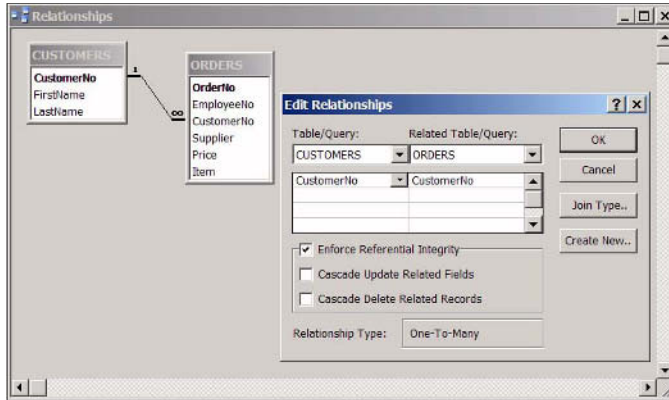 Relationships
CUSTOMERS
CustomerNo
FirstName
LastName
1
∞
ORDERS
OrderNo
EmployeeNo
CustomerNo
Supplier
Price
Item
Edit Relationships
Table/Query: Related Table/Query:
CUSTOMERS ORDERS
CustomerNo CustomerNo
Enforce Referential Integrity
Cascade Update Related Fields
Cascade Delete Related Records
Relationship Type: One-To-Many
OK
Cancel
Join Type..
Create New..